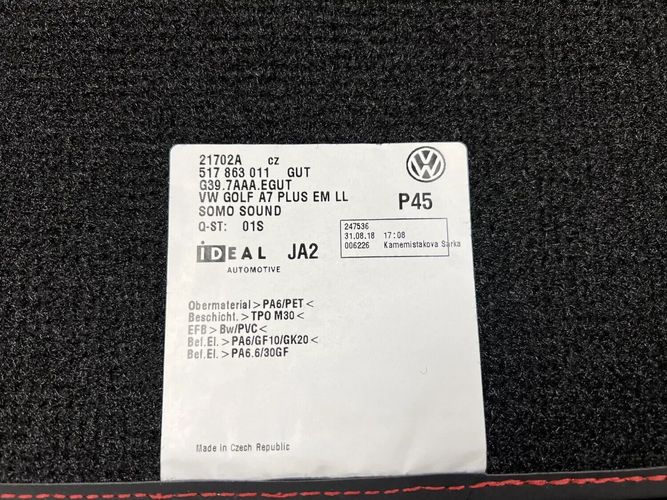 21702A cz
517 863 011 GUT
G39.7AAA.EGUT
VW GOLF A7 PLUS EM LL
SOMO SOUND
Q-ST: 01S
P45
247536
31.08.18 17:08
006226 Kamemistakova Sarka
IDEAL JA2
AUTOMOTIVE
Obermaterial >PA6/PET<
Beschicht. >TPO M30<
EFB >Bw/PVC<
Bef.El. >PA6/GF10/GK20<
Bef.El. >PA6.6/30GF
Made in Czech Republic